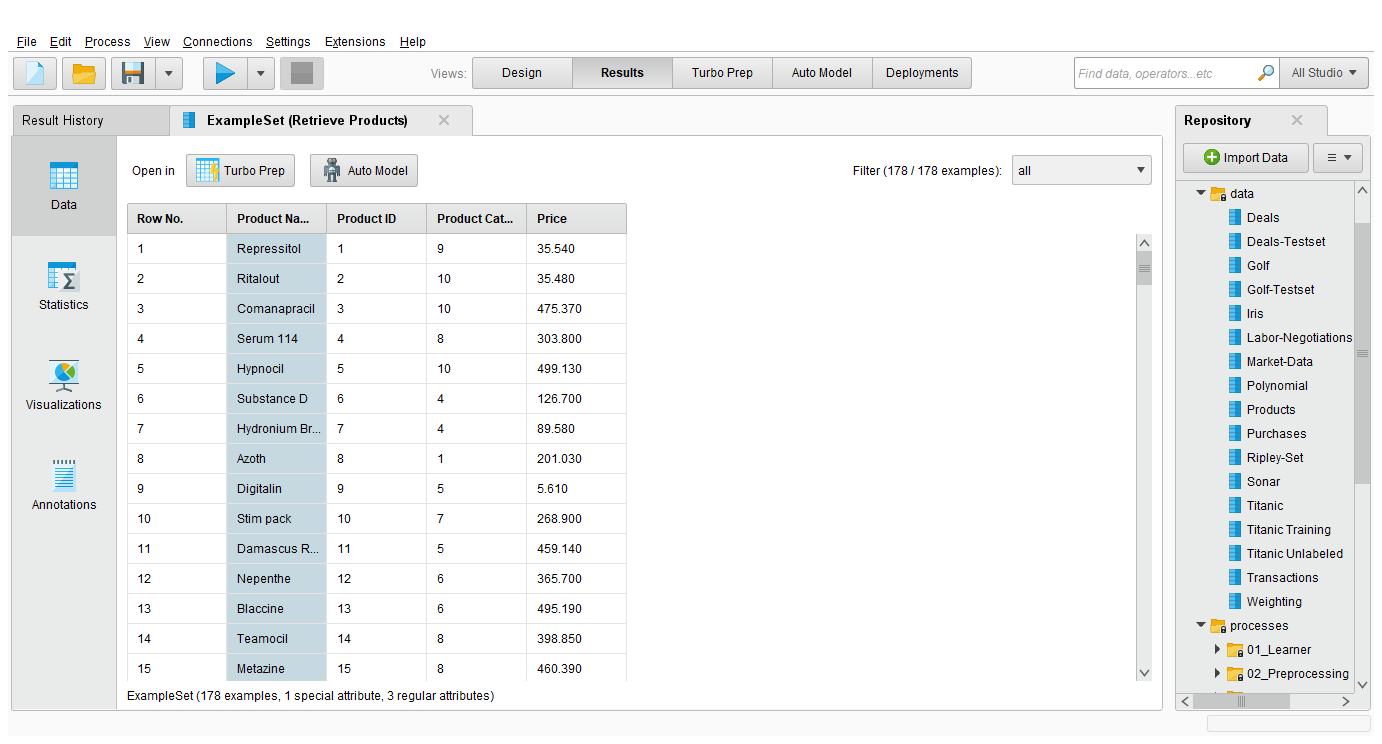 File Edit Process View Connections Settings Extensions Help
Views: Design Results Turbo Prep Auto Model Deployments Find data, operators...etc All Studio
Result History ExampleSet (Retrieve Products)
Data
Statistics
Visualizations
Annotations
Open in Turbo Prep Auto Model Filter (178 / 178 examples): all
Row No. Product Na... Product ID Product Cat... Price
1 Repressitol 1 9 35.540
2 Ritalout 2 10 35.480
3 Comanapracil 3 10 475.370
4 Serum 114 4 8 303.800
5 Hypnocil 5 10 499.130
6 Substance D 6 4 126.700
7 Hydronium Br... 7 4 89.580
8 Azoth 8 1 201.030
9 Digitalin 9 5 5.610
10 Stim pack 10 7 268.900
11 Damascus R... 11 5 459.140
12 Nepenthe 12 6 365.700
13 Blaccine 13 6 495.190
14 Teamocil 14 8 398.850
15 Metazine 15 8 460.390
ExampleSet (178 examples, 1 special attribute, 3 regular attributes)
Repository
Import Data
data
Deals
Deals-Testset
Golf
Golf-Testset
Iris
Labor-Negotiations
Market-Data
Polynomial
Products
Purchases
Ripley-Set
Sonar
Titanic
Titanic Training
Titanic Unlabeled
Transactions
Weighting
processes
01_Learner
02_Preprocessing